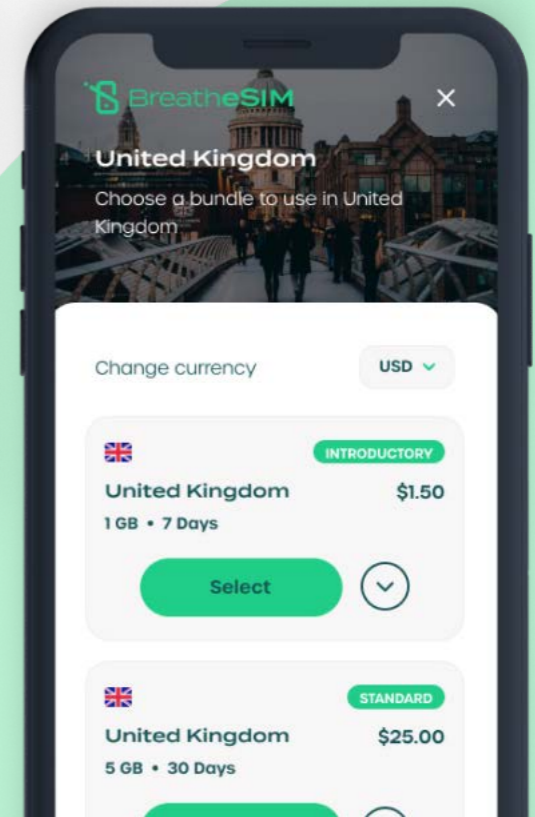 BreatheSIM
United Kingdom
Choose a bundle to use in United
Kingdom
Change currency
USD
INTRODUCTORY
United Kingdom
$1.50
1 GB • 7 Days
Select
STANDARD
United Kingdom
$25.00
5 GB • 30 Days